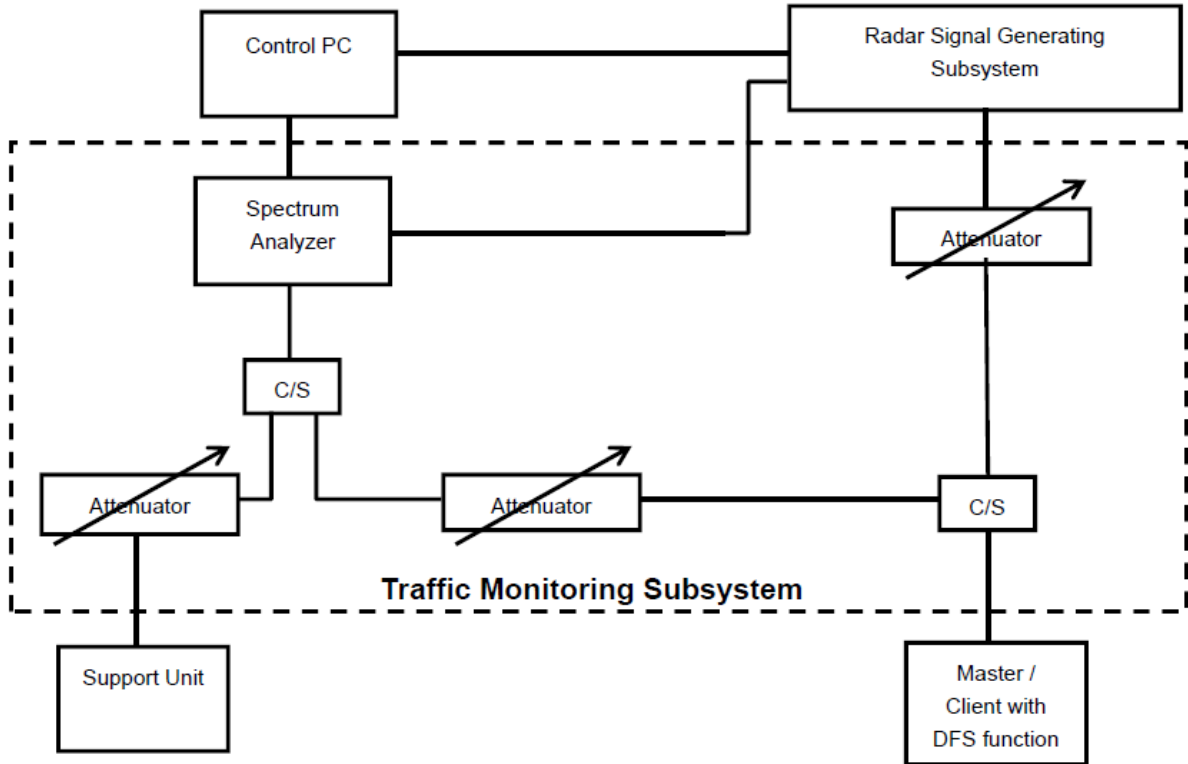 Control PC
Radar Signal Generating
Subsystem
Spectrum
Analyzer
Attenuator
C/S
Attenuator
Attenuator
C/S
Traffic Monitoring Subsystem
Support Unit
Master /
Client with
DFS function